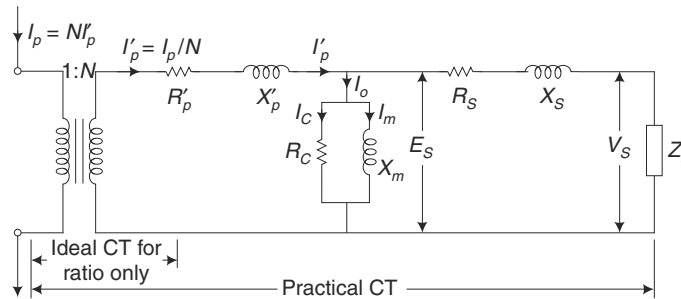 I_p = NI'_p
1:N
I'_p = I_p/N
I'_p
R'_p
X'_p
I_o
I_C
I_m
R_C
X_m
E_S
R_S
X_S
V_S
Z
Ideal CT for
ratio only
Practical CT